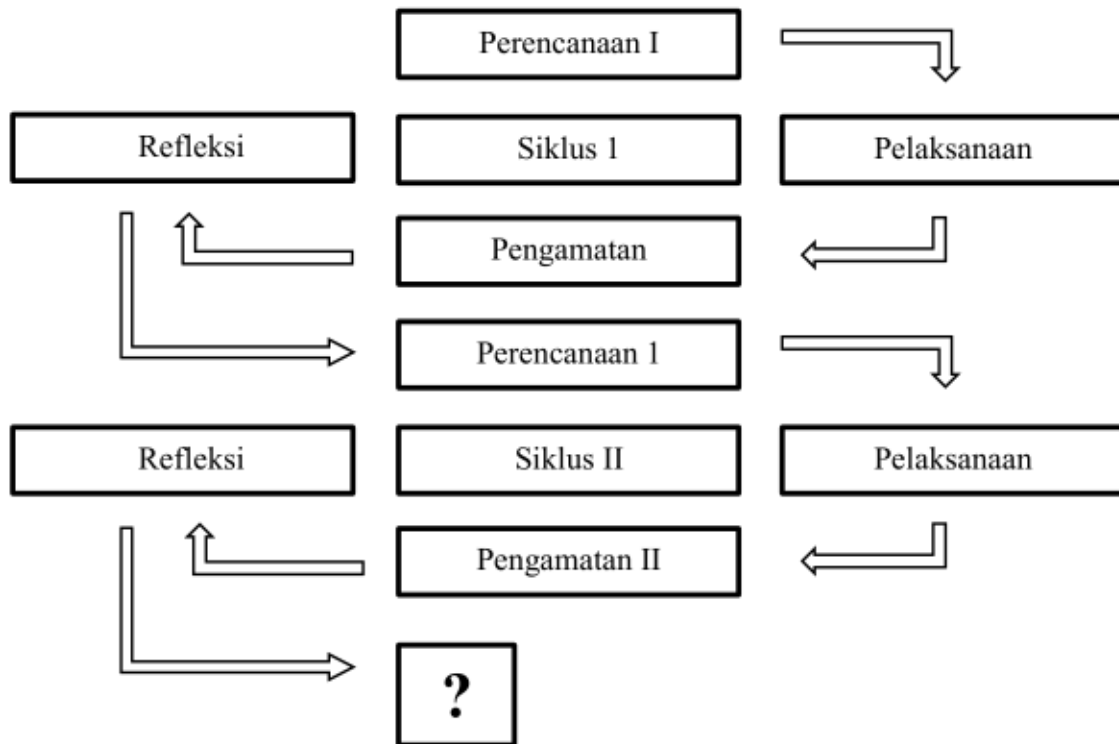 Perencanaan I
Refleksi
Siklus 1
Pelaksanaan
Pengamatan
Perencanaan 1
Refleksi
Siklus II
Pelaksanaan
Pengamatan II
?